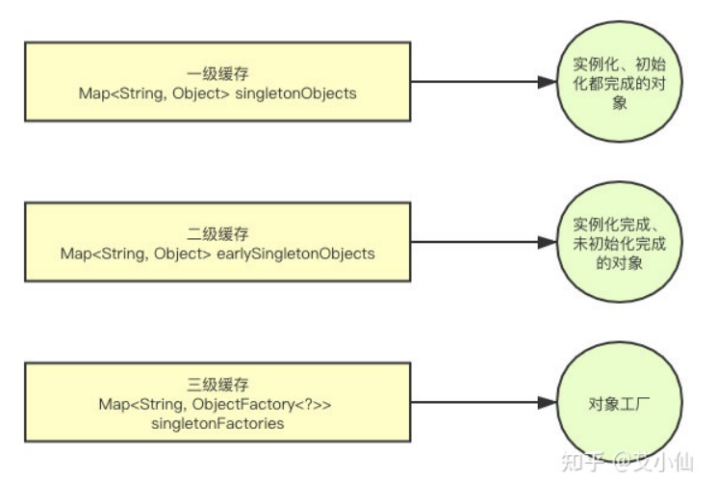 一级缓存
Map<String, Object> singletonObjects
实例化、初始
化都完成的对
象
二级缓存
Map<String, Object> earlySingletonObjects
实例化完成、
未初始化完成
的对象
三级缓存
Map<String, ObjectFactory<?>>
singletonFactories
对象工厂
知乎 @艾小仙